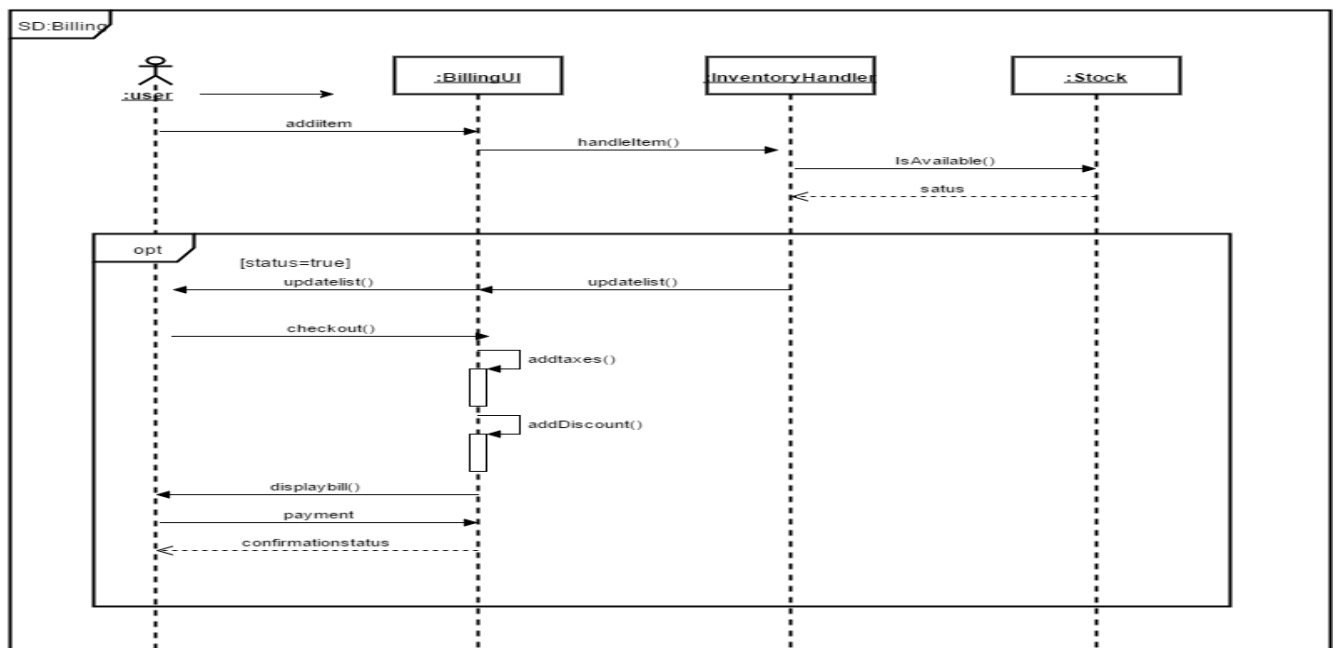 SD:Billing
:user
:BillingUI
:InventoryHandler
:Stock
addiitem
handleItem()
IsAvailable()
satus
opt
[status=true]
updatelist()
updatelist()
checkout()
addtaxes()
addDiscount()
displaybill()
payment
confirmationstatus